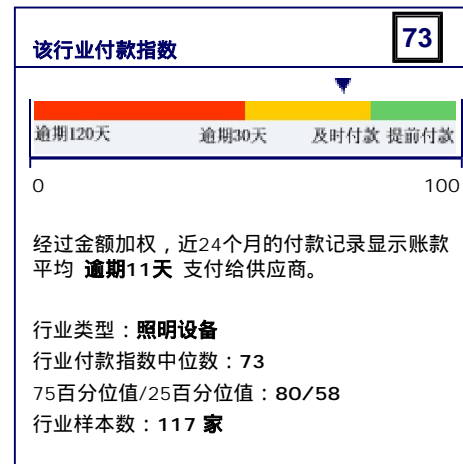 该行业付款指数 73
逾期120天 逾期30天 及时付款 提前付款
0 100
经过金额加权，近24个月的付款记录显示账款
平均 逾期11天 支付给供应商。
行业类型：照明设备
行业付款指数中位数：73
75百分位值/25百分位值：80/58
行业样本数：117 家